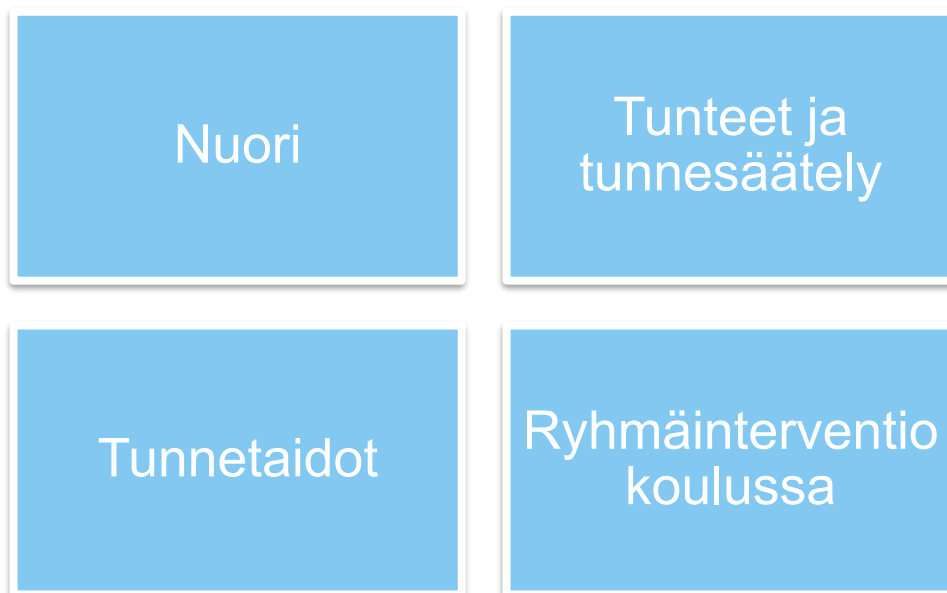 Nuori
Tunteet ja
tunnesäätely
Tunnetaidot
Ryhmäinterventio
koulussa